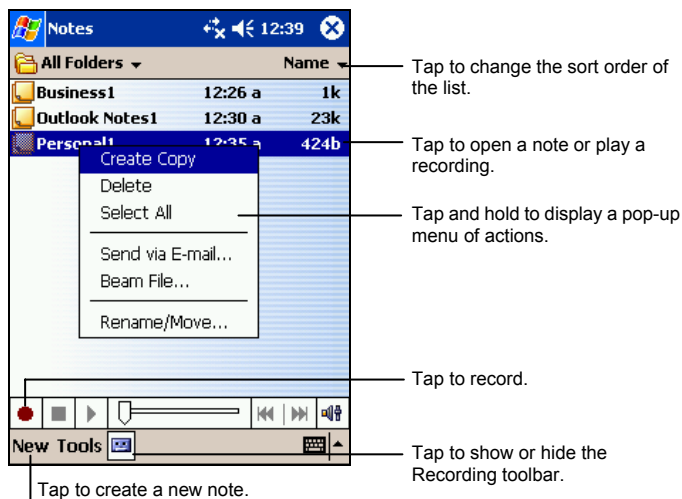 Notes 12:39
All Folders Name
Business1 12:26 a 1k
Outlook Notes1 12:30 a 23k
Personal1 12:35 a 424b
Create Copy
Delete
Select All
Send via E-mail...
Beam File...
Rename/Move...
New Tools
Tap to change the sort order of
the list.
Tap to open a note or play a
recording.
Tap and hold to display a pop-up
menu of actions.
Tap to record.
Tap to show or hide the
Recording toolbar.
Tap to create a new note.